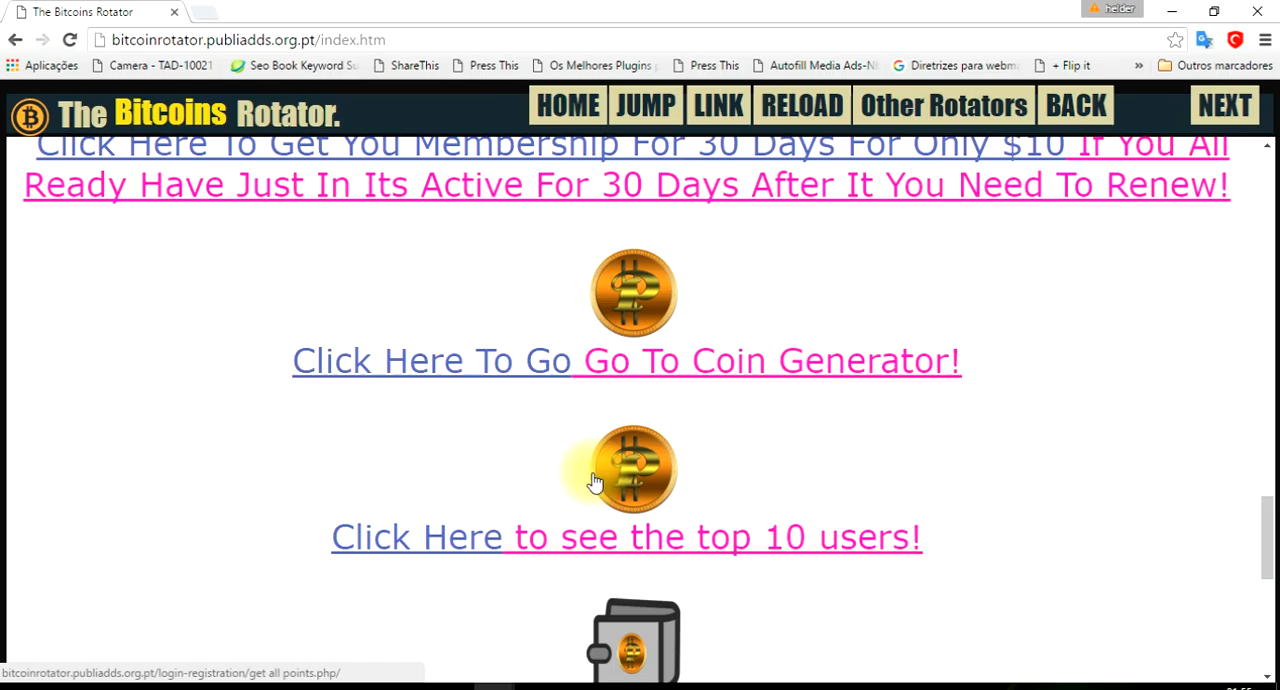 The Bitcoins Rotator
helder
bitcoinrotator.publiadds.org.pt/index.htm
Aplicações Camera - TAD-10021 Seo Book Keyword Su ShareThis Press This Os Melhores Plugins Press This Autofill Media Ads-N Diretrizes para webm + Flip it » Outros marcadores
The Bitcoins Rotator. HOME JUMP LINK RELOAD Other Rotators BACK NEXT
Click Here To Get You Membership For 30 Days For Only $10 If You All
Ready Have Just In Its Active For 30 Days After It You Need To Renew!
Click Here To Go Go To Coin Generator!
Click Here to see the top 10 users!
bitcoinrotator.publiadds.org.pt/login-registration/get all points.php/